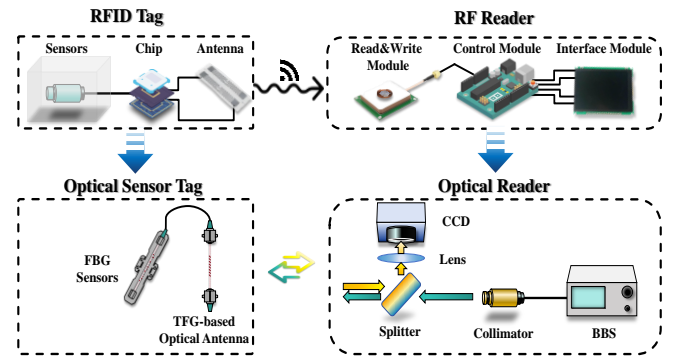 RFID Tag
RF Reader
Sensors
Chip
Antenna
Read&Write
Module
Control Module
Interface Module
Optical Sensor Tag
Optical Reader
FBG
Sensors
TFG-based
Optical Antenna
CCD
Lens
Splitter
Collimator
BBS